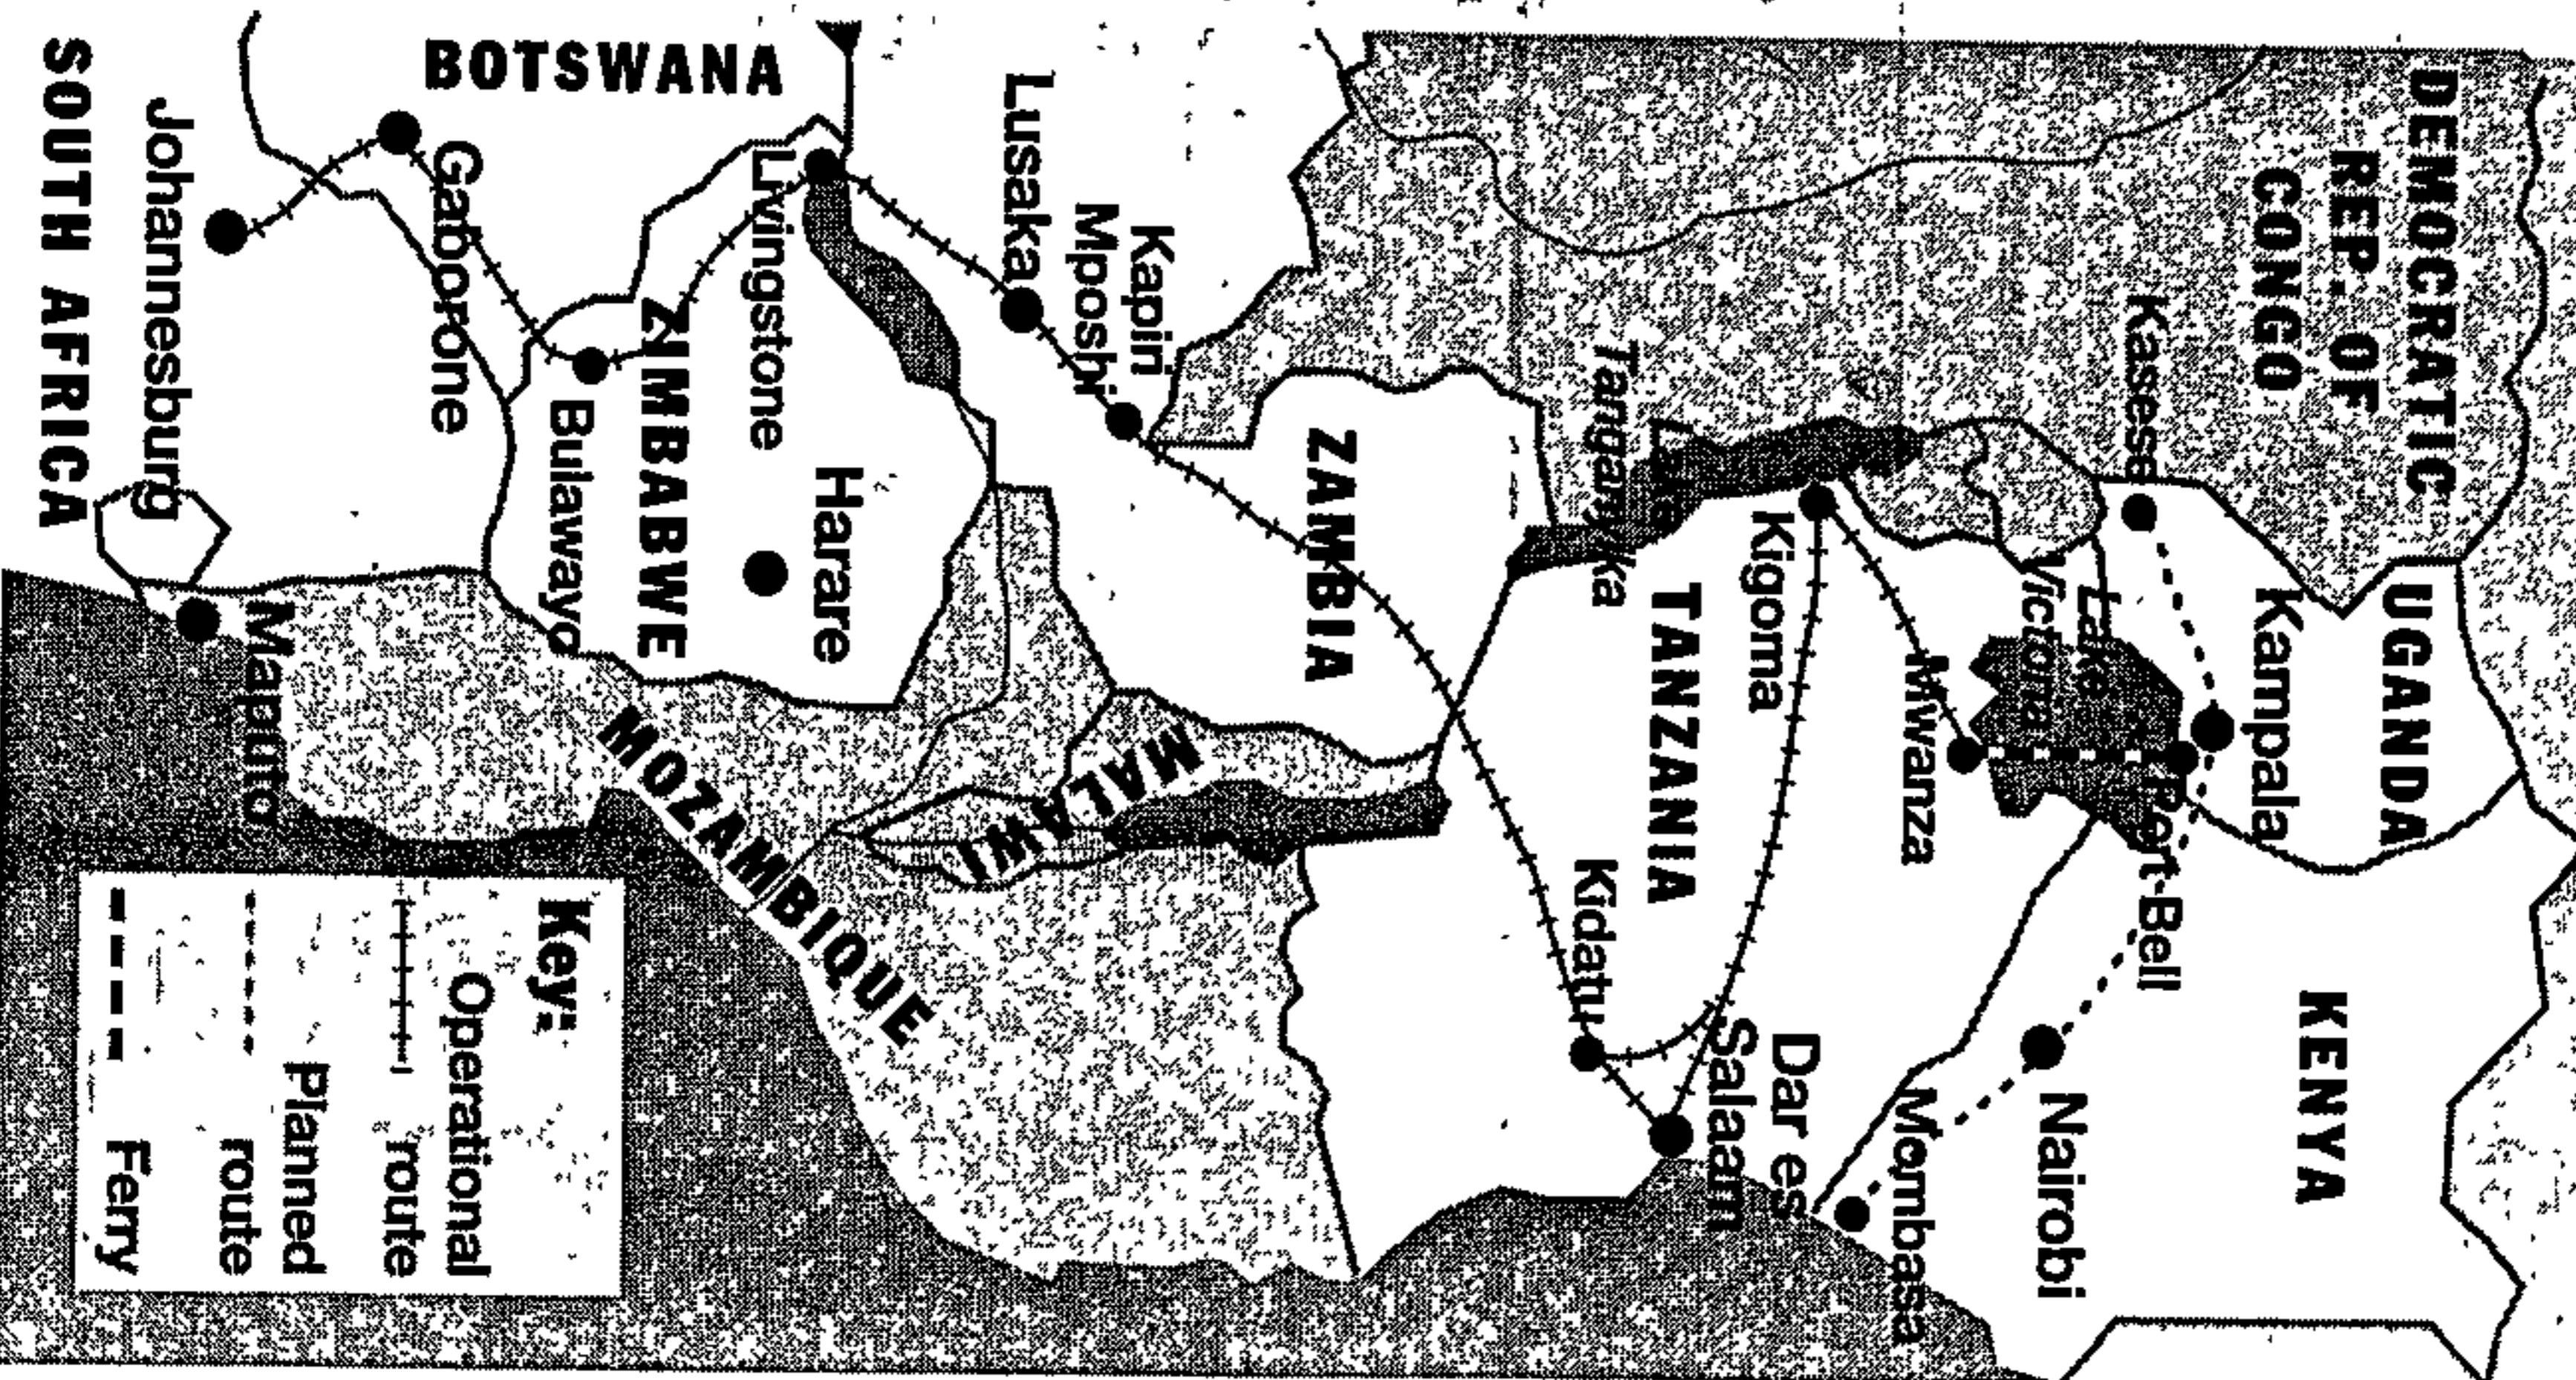 DEMOCRATIC
REP. OF
CONGO
UGANDA
KENYA
Kasese
Kampala
Lake
Victoria
Port-Bell
Nairobi
Mombasa
Mwanza
Kigoma
Dar es
Salaam
TANZANIA
Tanganyika
Kidatu
ZAMBIA
Kapiri
Mposhi
MALAWI
Lusaka
Harare
Livingstone
MOZAMBIQUE
ZIMBABWE
BOTSWANA
Bulawayo
Gaborone
Maputo
Johannesburg
SOUTH AFRICA
Key:
Operational
route
Planned
route
Ferry